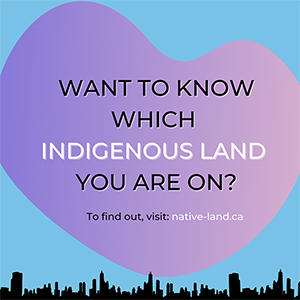 WANT TO KNOW
WHICH
INDIGENOUS LAND
YOU ARE ON?
To find out, visit: native-land.ca